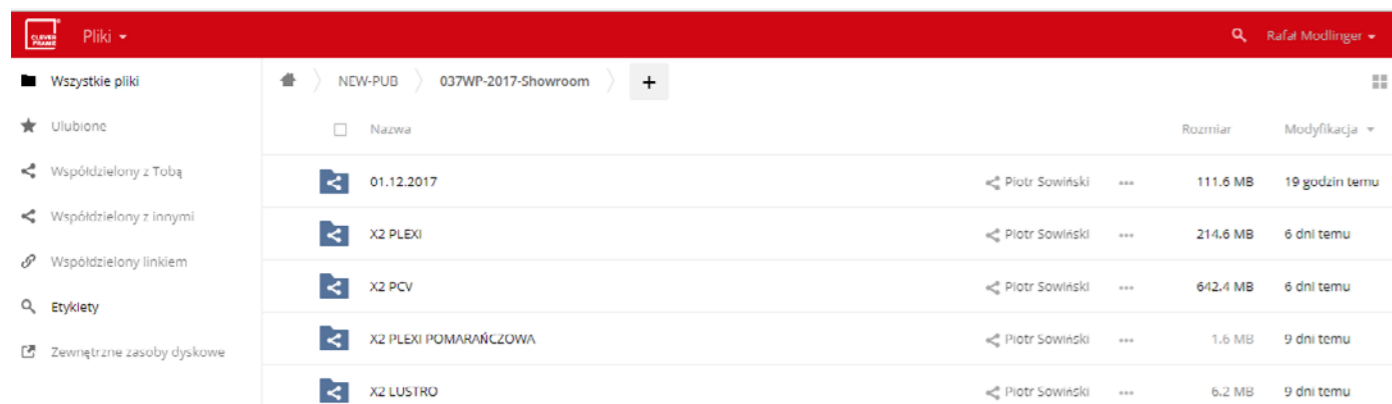 CLEVER FRAME ® Pliki Rafał Modlinger
Wszystkie pliki
NEW-PUB 037WP-2017-Showroom +
Ulubione
Nazwa Rozmiar Modyfikacja
Współdzielony z Tobą
01.12.2017 Piotr Sowiński ... 111.6 MB 19 godzin temu
Współdzielony z innymi
X2 PLEXI Piotr Sowiński ... 214.6 MB 6 dni temu
Współdzielony linkiem
X2 PCV Piotr Sowiński ... 642.4 MB 6 dni temu
Etykiety
X2 PLEXI POMARAŃCZOWA Piotr Sowiński ... 1.6 MB 9 dni temu
Zewnętrzne zasoby dyskowe
X2 LUSTRO Piotr Sowiński ... 6.2 MB 9 dni temu